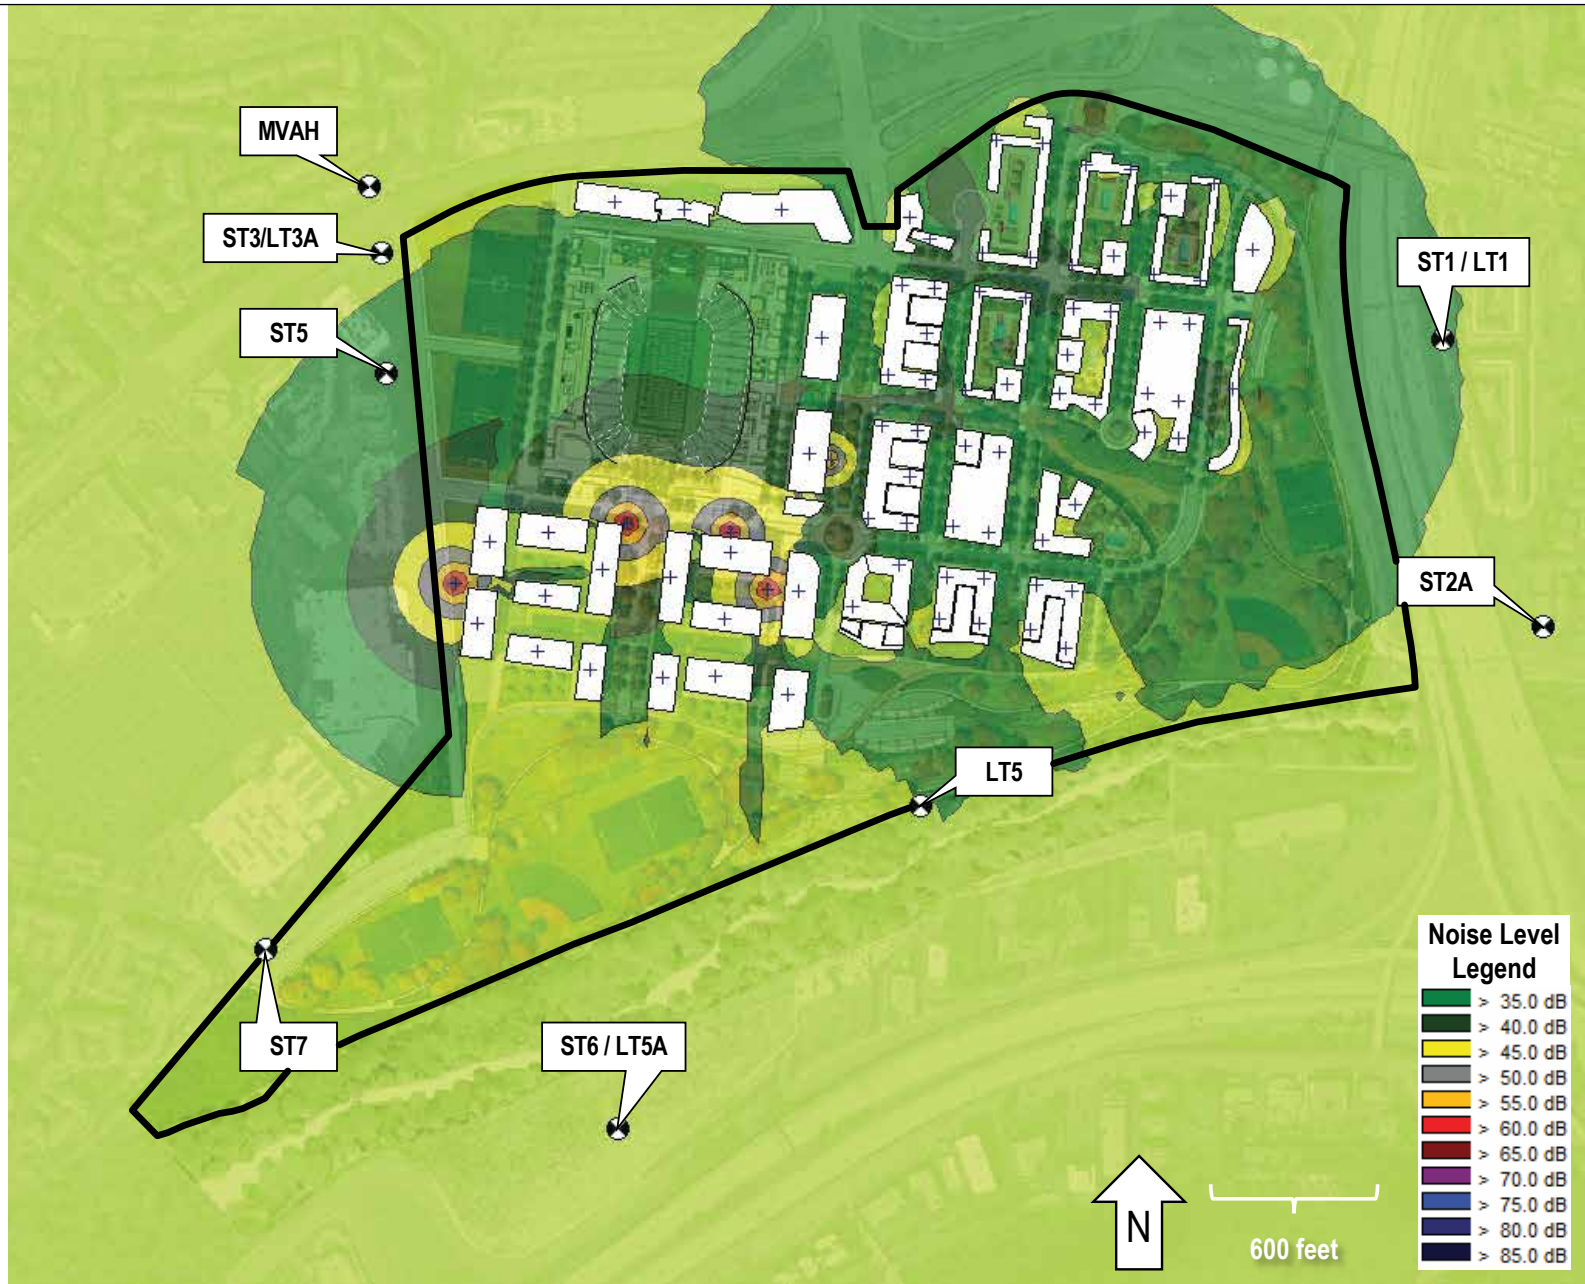 MVAH
ST3/LT3A
ST5
ST1 / LT1
ST2A
LT5
ST7
ST6 / LT5A
N
600 feet
Noise Level
Legend
> 35.0 dB
> 40.0 dB
> 45.0 dB
> 50.0 dB
> 55.0 dB
> 60.0 dB
> 65.0 dB
> 70.0 dB
> 75.0 dB
> 80.0 dB
> 85.0 dB